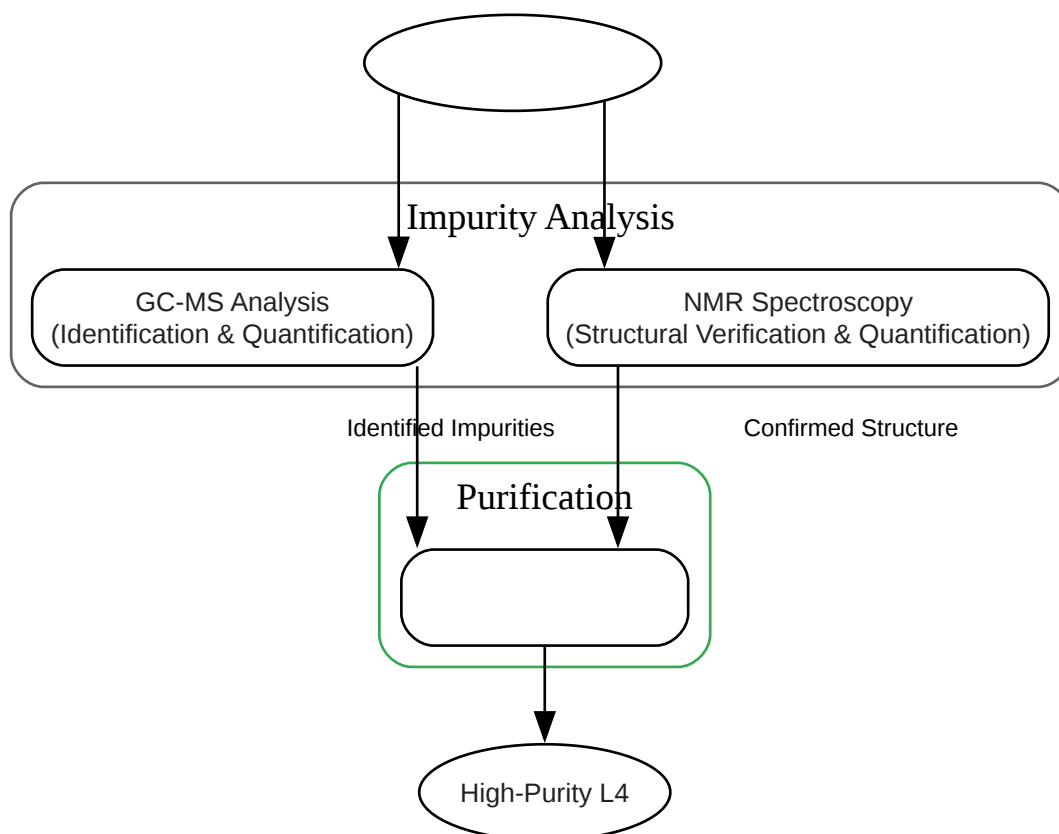 Impurity Analysis
GC-MS Analysis
(Identification & Quantification)
NMR Spectroscopy
(Structural Verification & Quantification)
Identified Impurities
Confirmed Structure
Purification
High-Purity L4